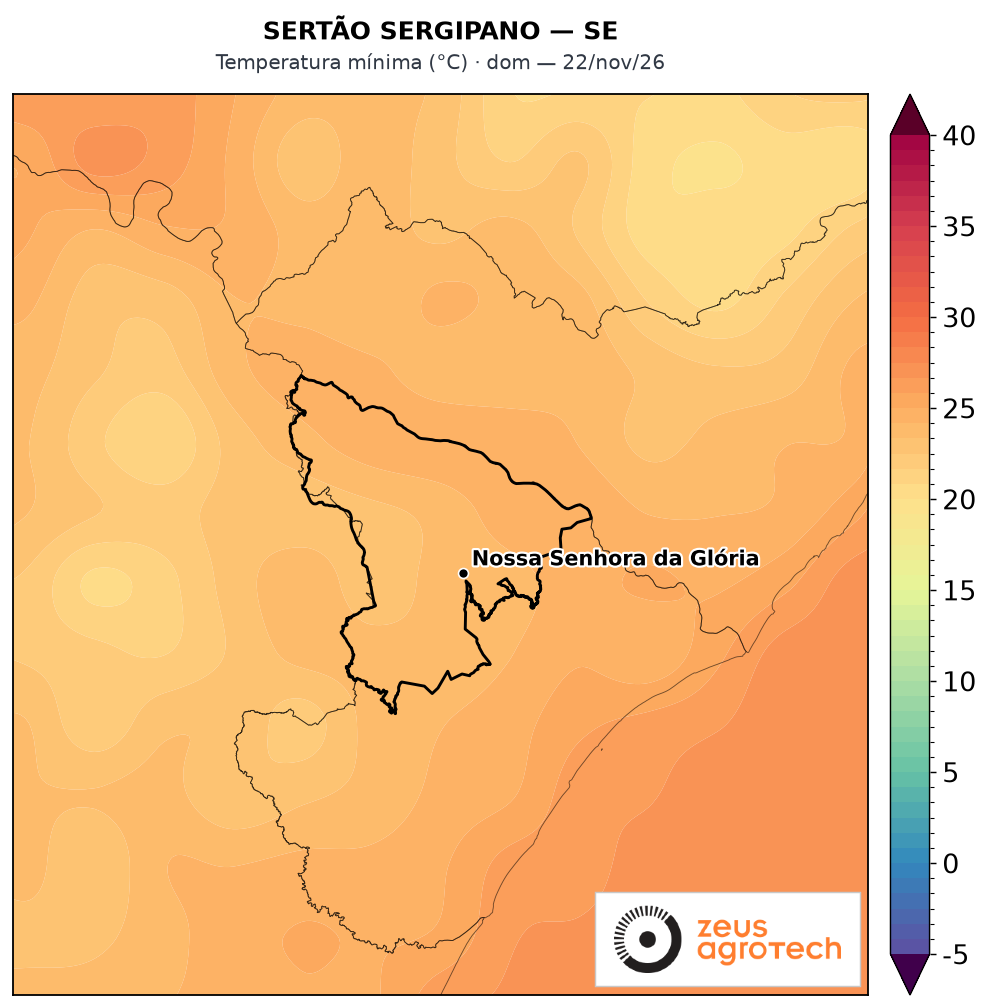 SERTÃO SERGIPANO — SE
Temperatura mínima (°C) · dom — 22/nov/26
40
35
30
25
20
15
10
5
0
-5
Nossa Senhora da Glória
zeus
agrotech